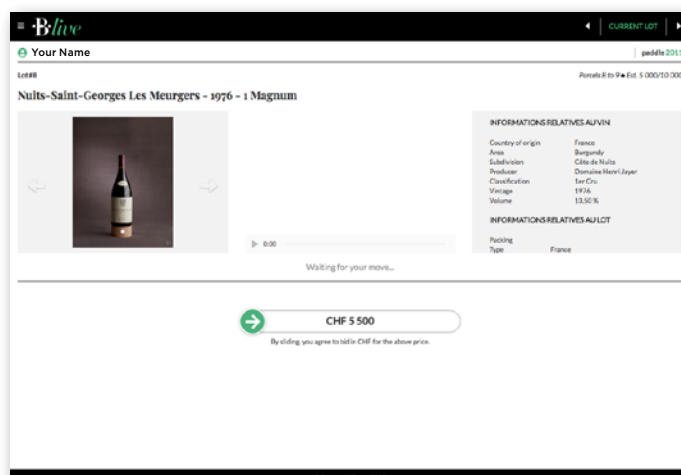 B•live
CURRENT LOT
Your Name
paddle 2011
Lot#8
Parcels 8 to 9 ♠ Est. 5 000/10 000
Nuits-Saint-Georges Les Meurgers - 1976 - 1 Magnum
INFORMATIONS RELATIVES AU VIN
Country of origin France
Area Burgundy
Subdivision Côte de Nuits
Producer Domaine Henri Jayer
Classification 1er Cru
Vintage 1976
Volume 13,50 %
INFORMATIONS RELATIVES AU LOT
Packing
Type France
0:00
Waiting for your move...
CHF 5 500
By sliding, you agree to bid in CHF for the above price.